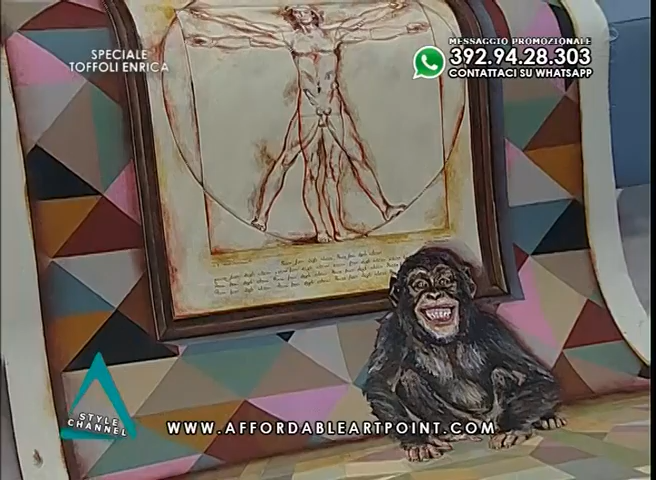 SPECIALE
TOFFOLI ENRICA
MESSAGGIO PROMOZIONALE
392.94.28.303
CONTATTACI SU WHATSAPP
STYLE
CHANNEL
WWW.AFFORDABLEARTPOINT.COM